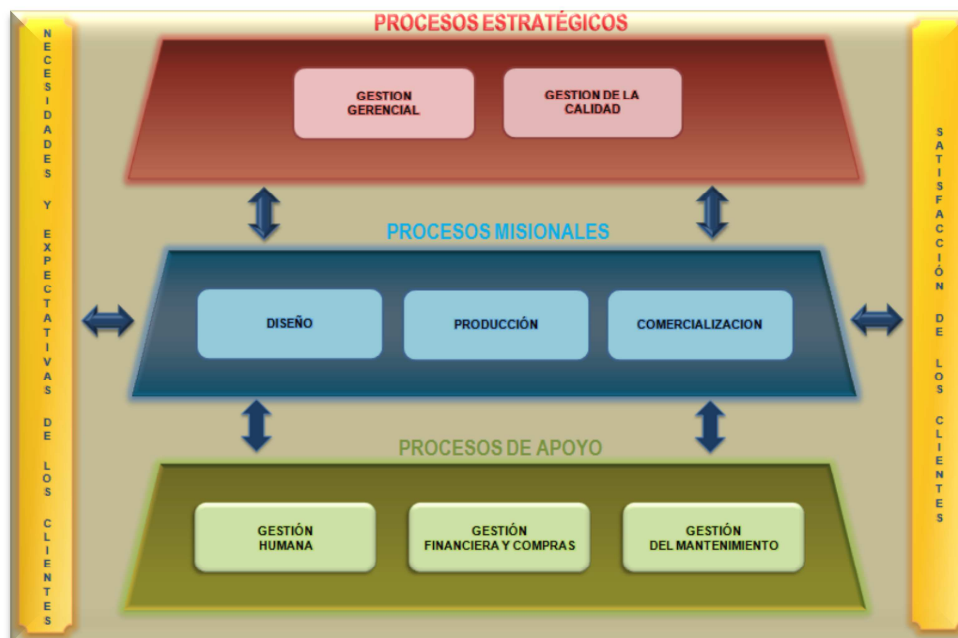 PROCESOS ESTRATÉGICOS
NECESIDADES Y EXPECTATIVAS DE LOS CLIENTES
GESTION
GERENCIAL
GESTION DE LA
CALIDAD
PROCESOS MISIONALES
DISEÑO
PRODUCCIÓN
COMERCIALIZACION
PROCESOS DE APOYO
GESTIÓN
HUMANA
GESTIÓN
FINANCIERA Y COMPRAS
GESTIÓN
DEL MANTENIMIENTO
SATISFACCIÓN DE LOS CLIENTES